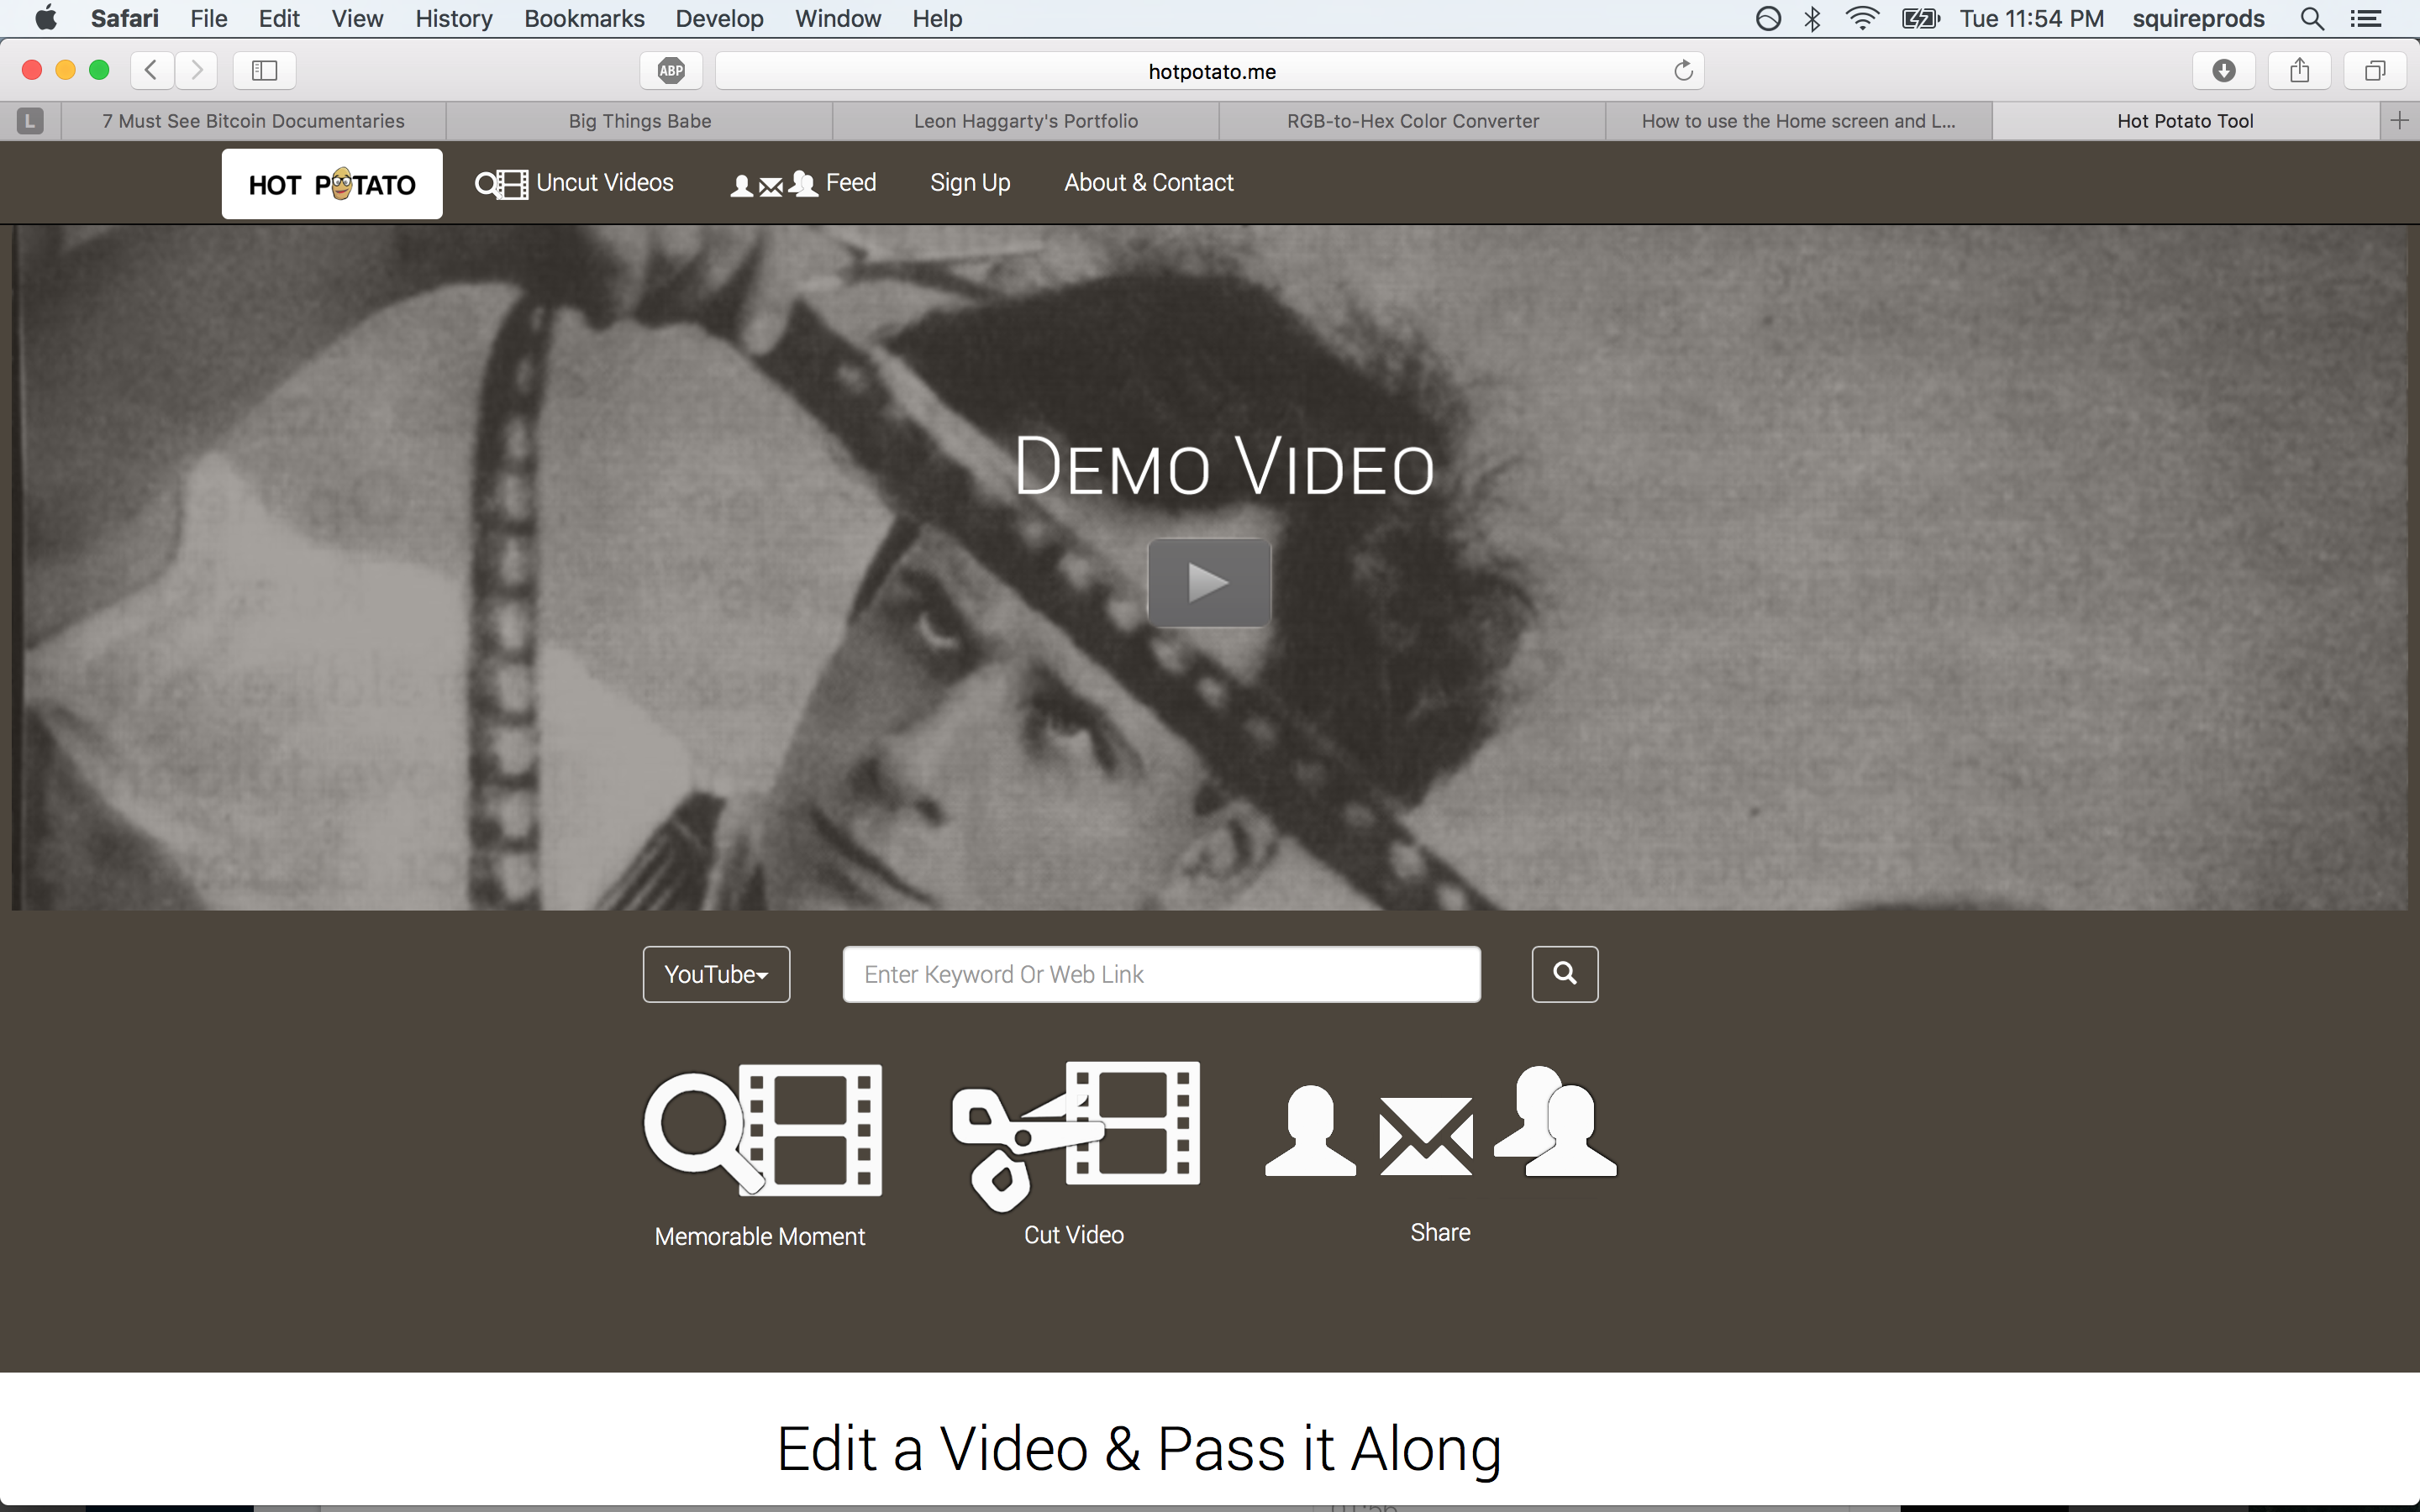 Safari File Edit View History Bookmarks Develop Window Help Tue 11:54 PM squireprods
ABP hotpotato.me
L 7 Must See Bitcoin Documentaries Big Things Babe Leon Haggarty's Portfolio RGB-to-Hex Color Converter How to use the Home screen and L... Hot Potato Tool
HOT POTATO Uncut Videos Feed Sign Up About & Contact
DEMO VIDEO
YouTube Enter Keyword Or Web Link
Memorable Moment Cut Video Share
Edit a Video & Pass it Along